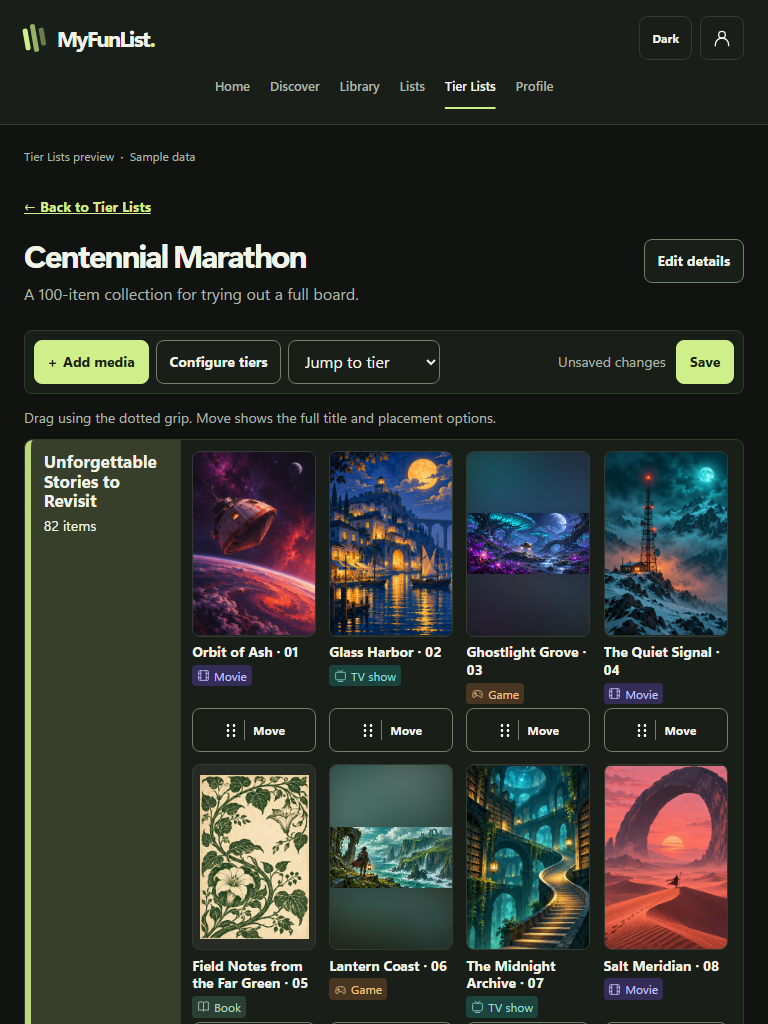 MyFunList.
Dark
Home Discover Library Lists Tier Lists Profile
Tier Lists preview · Sample data
← Back to Tier Lists
Centennial Marathon
Edit details
A 100-item collection for trying out a full board.
+ Add media
Configure tiers
Jump to tier
Unsaved changes
Save
Drag using the dotted grip. Move shows the full title and placement options.
Unforgettable
Stories to
Revisit
82 items
Orbit of Ash · 01
Movie
Move
Glass Harbor · 02
TV show
Move
Ghostlight Grove ·
03
Game
Move
The Quiet Signal ·
04
Movie
Move
Field Notes from
the Far Green · 05
Book
Lantern Coast · 06
Game
The Midnight
Archive · 07
TV show
Salt Meridian · 08
Movie